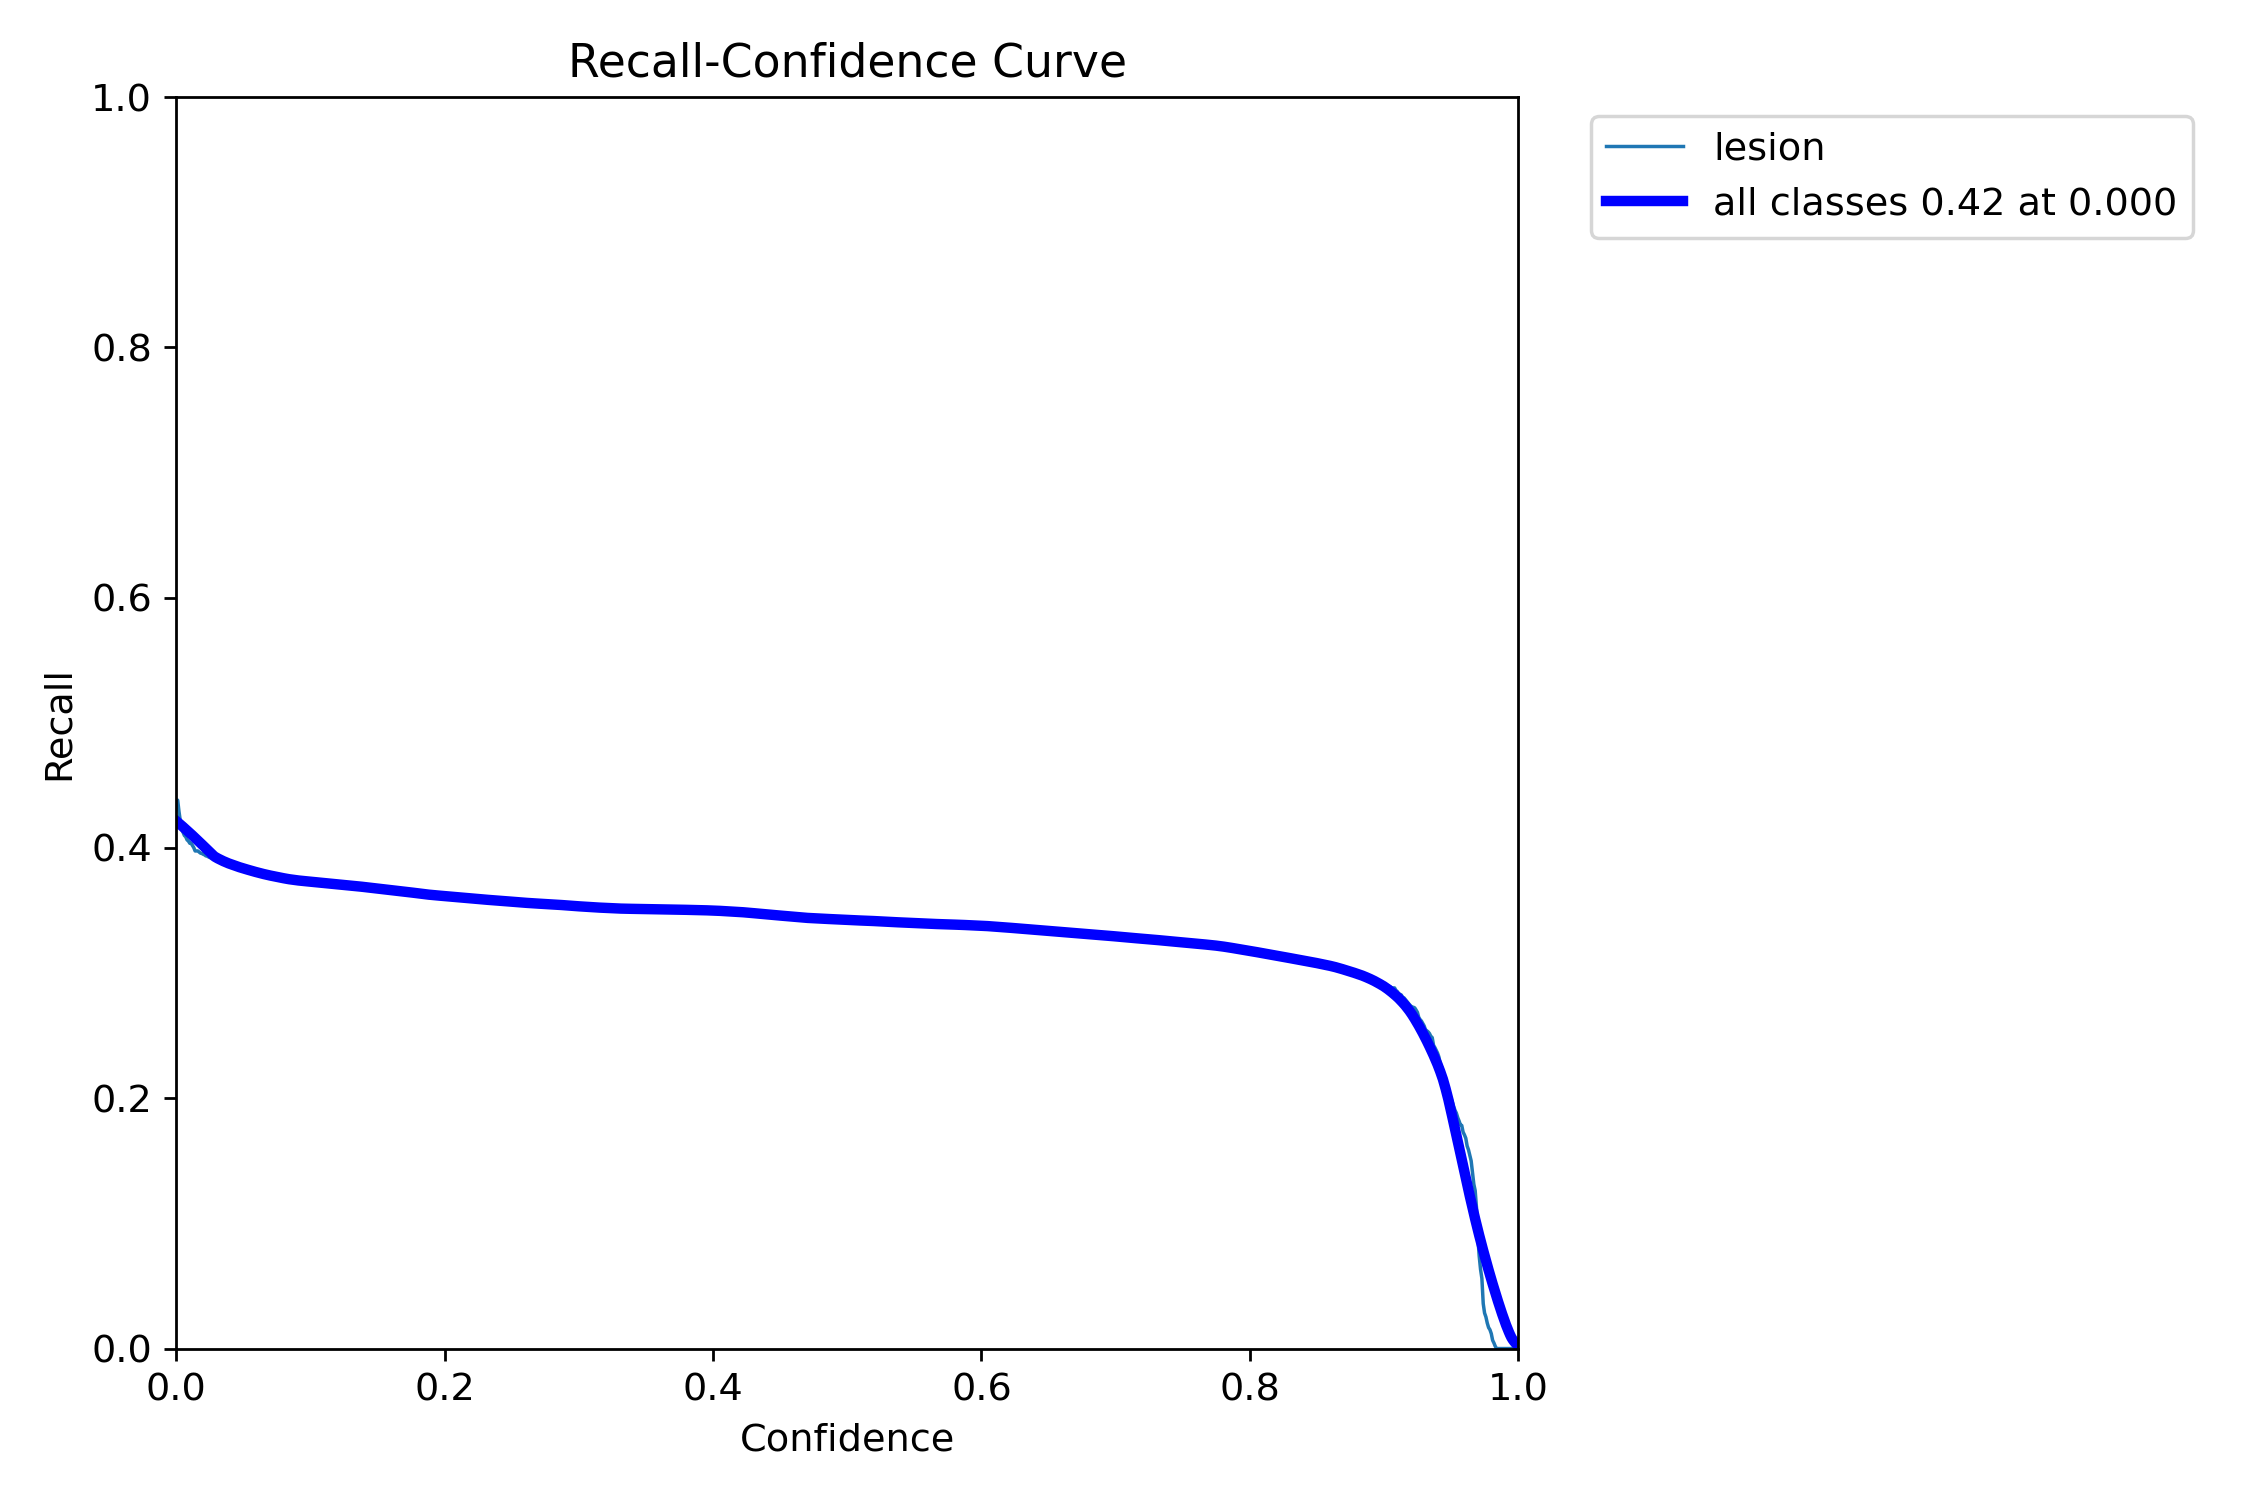 Recall-Confidence Curve
1.0
0.8
0.6
0.4
0.2
0.0
Recall
0.0 0.2 0.4 0.6 0.8 1.0
Confidence
lesion
all classes 0.42 at 0.000